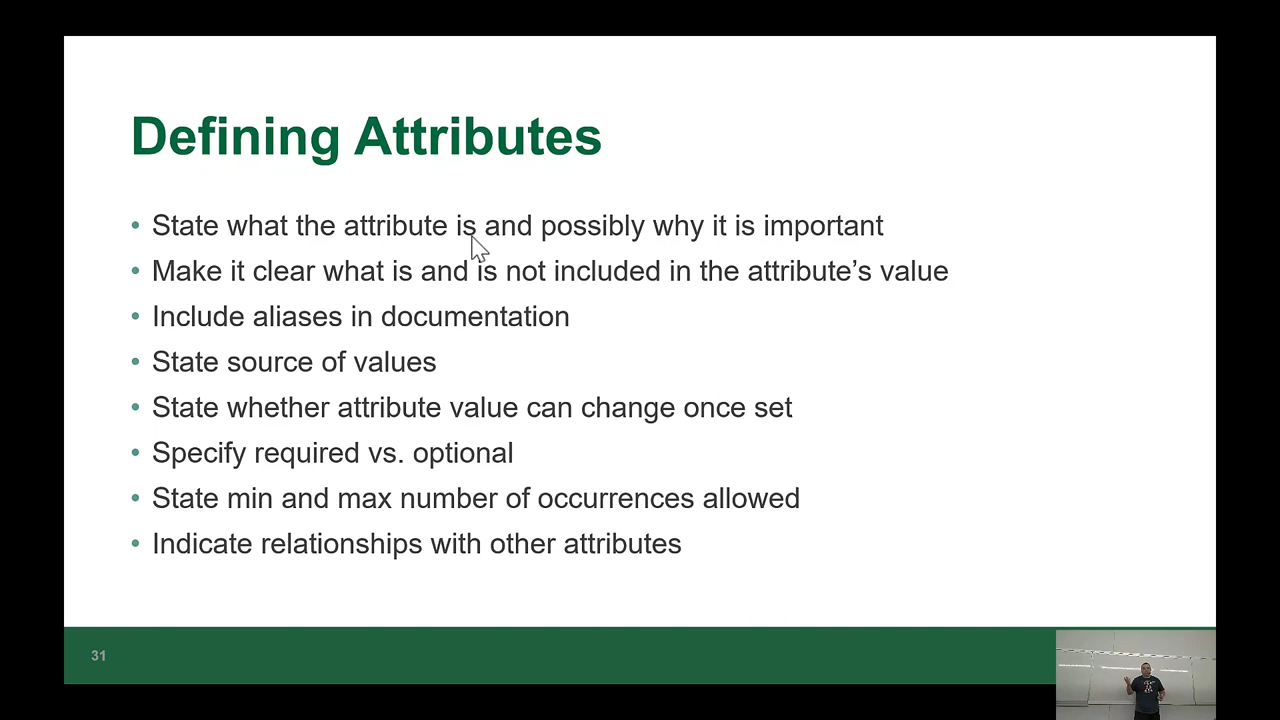 Defining Attributes
• State what the attribute is and possibly why it is important
• Make it clear what is and is not included in the attribute’s value
• Include aliases in documentation
• State source of values
• State whether attribute value can change once set
• Specify required vs. optional
• State min and max number of occurrences allowed
• Indicate relationships with other attributes
31